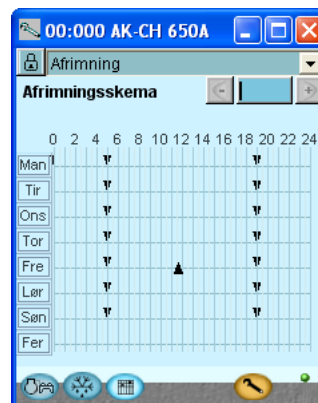 00:000 AK-CH 650A
Afrimning
Afrimningsskema
0 2 4 6 8 10 12 14 16 18 20 22 24
Man
Tir
Ons
Tor
Fre
Lør
Søn
Fer